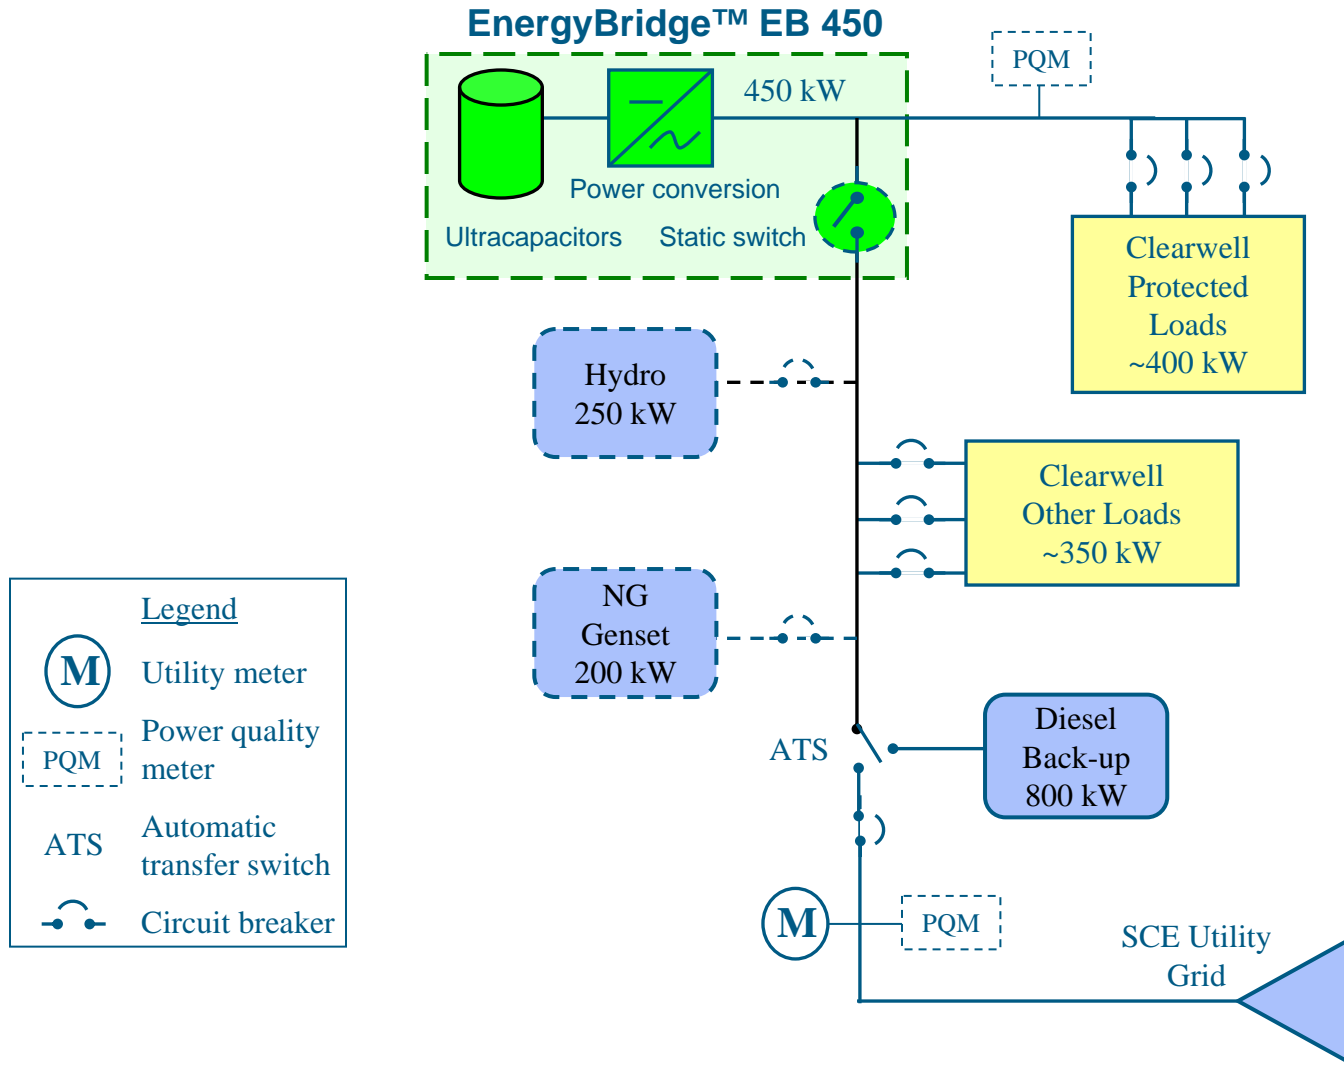 EnergyBridge™ EB 450
PQM
450 kW
Power conversion
Ultracapacitors
Static switch
Clearwell
Protected
Loads
~400 kW
Hydro
250 kW
Clearwell
Other Loads
~350 kW
NG
Genset
200 kW
Legend
M
Utility meter
PQM
Power quality
meter
ATS
Automatic
transfer switch
Circuit breaker
ATS
Diesel
Back-up
800 kW
M
PQM
SCE Utility
Grid